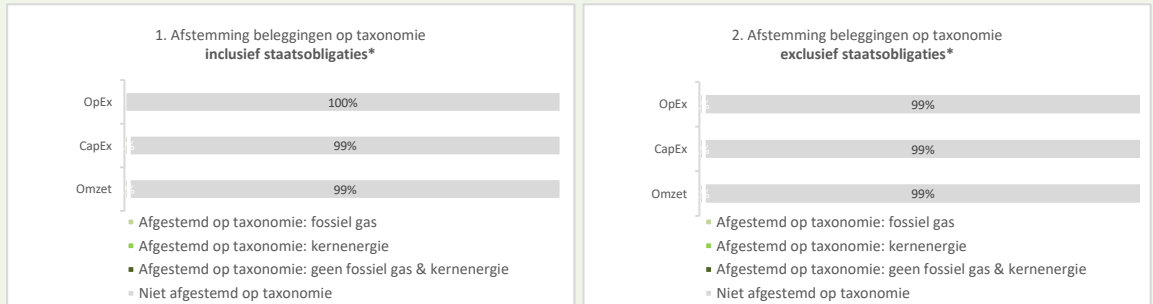 1. Afstemming beleggingen op taxonomie
inclusief staatsobligaties*
OpEx
100%
CapEx
99%
Omzet
99%
Afgestemd op taxonomie: fossiel gas
Afgestemd op taxonomie: kernenergie
Afgestemd op taxonomie: geen fossiel gas & kernenergie
Niet afgestemd op taxonomie
2. Afstemming beleggingen op taxonomie
exclusief staatsobligaties*
OpEx
99%
CapEx
99%
Omzet
99%
Afgestemd op taxonomie: fossiel gas
Afgestemd op taxonomie: kernenergie
Afgestemd op taxonomie: geen fossiel gas & kernenergie
Niet afgestemd op taxonomie